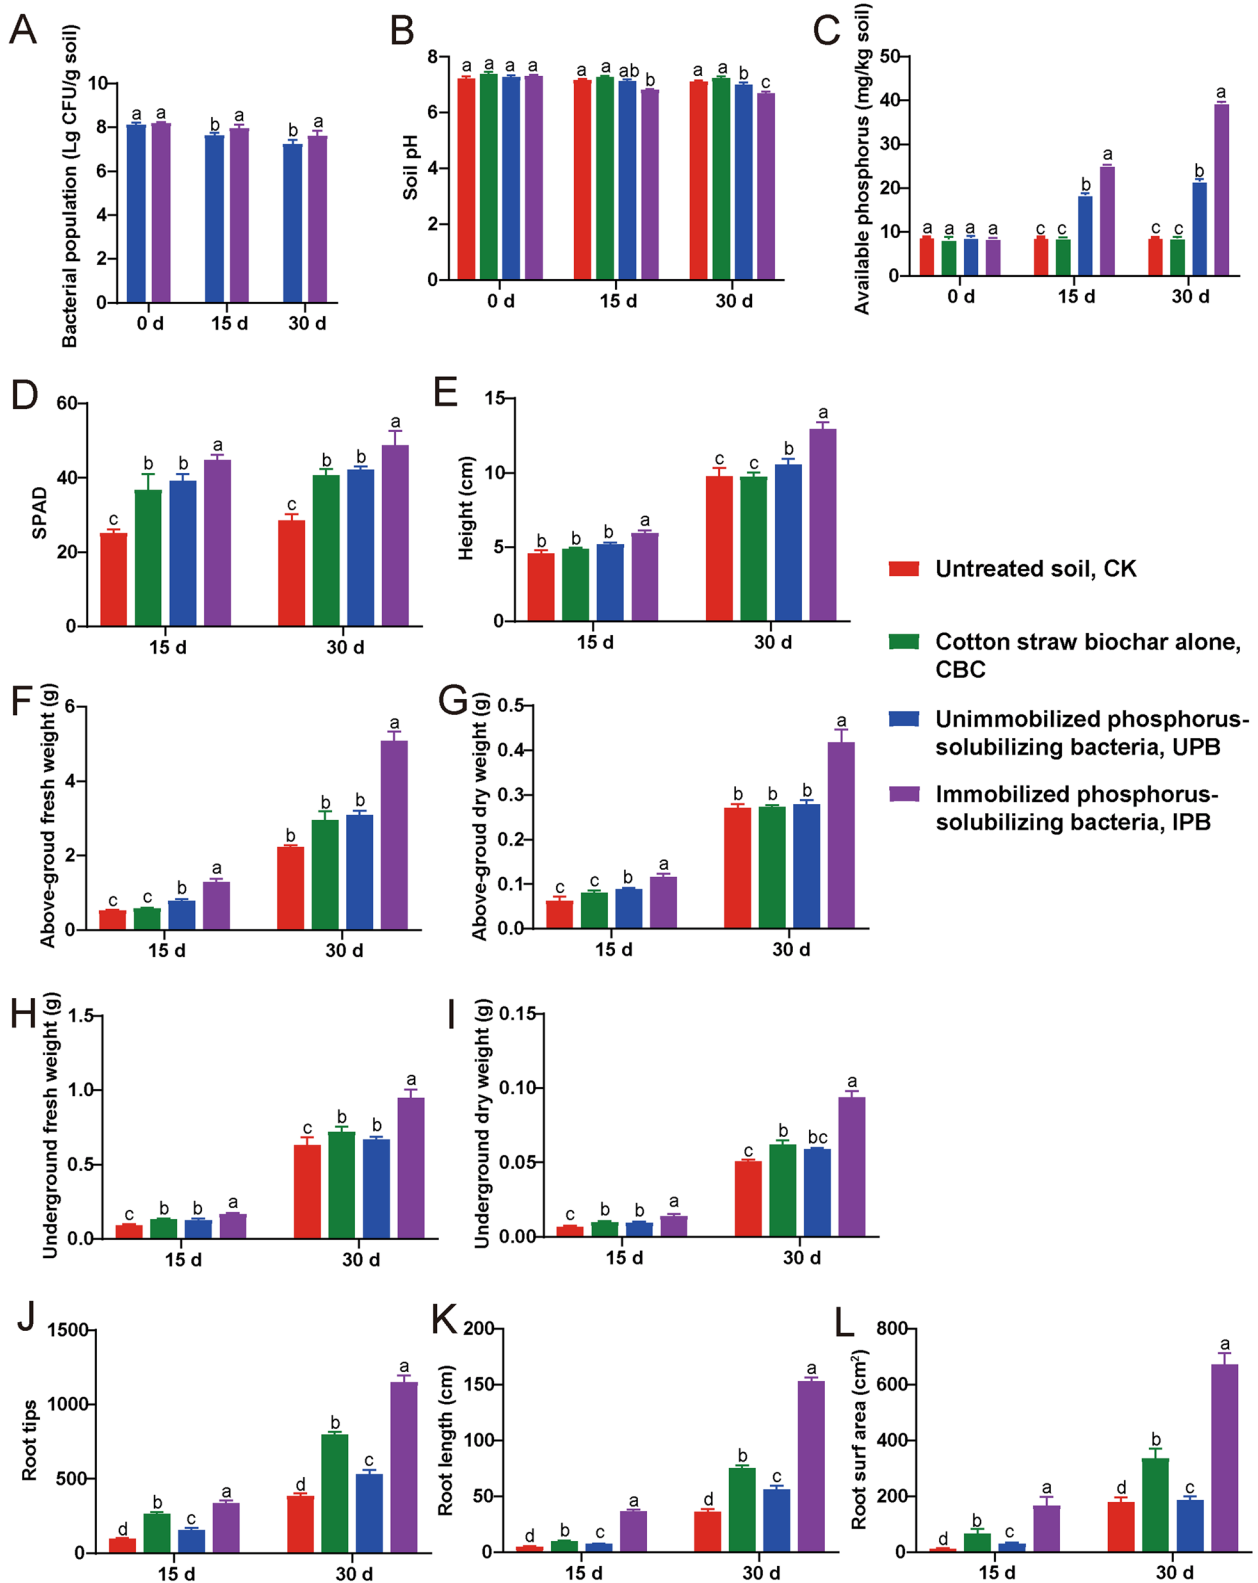 A
Bacterial population (Lg CFU/g soil)
10
8
6
4
2
0
a a
b a
b a
0 d 15 d 30 d
B
Soil pH
8
6
4
2
0
a a a a
a a ab b
a a b c
0 d 15 d 30 d
C
Available phosphorus (mg/kg soil)
50
40
30
20
10
0
a a a a
c c b a
c c b a
0 d 15 d 30 d
D
SPAD
60
40
20
0
c b b a
c b b a
15 d 30 d
E
Height (cm)
15
10
5
0
b b b a
c c b a
15 d 30 d
Untreated soil, CK
Cotton straw biochar alone,
CBC
Unimmobilized phosphorus-
solubilizing bacteria, UPB
Immobilized phosphorus-
solubilizing bacteria, IPB
F
Above-groud fresh weight (g)
6
4
2
0
c c b a
b b b a
15 d 30 d
G
Above-groud dry weight (g)
0.5
0.4
0.3
0.2
0.1
0.0
c c b a
b b b a
15 d 30 d
H
Underground fresh weight (g)
1.5
1.0
0.5
0.0
c b b a
c b b a
15 d 30 d
I
Underground dry weight (g)
0.15
0.10
0.05
0.00
c b b a
c b bc a
15 d 30 d
J
Root tips
1500
1000
500
0
d b c a
d b c a
15 d 30 d
K
Root length (cm)
200
150
100
50
0
d b c a
d b c a
15 d 30 d
L
Root surf area (cm²)
800
600
400
200
0
d b c a
d b c a
15 d 30 d